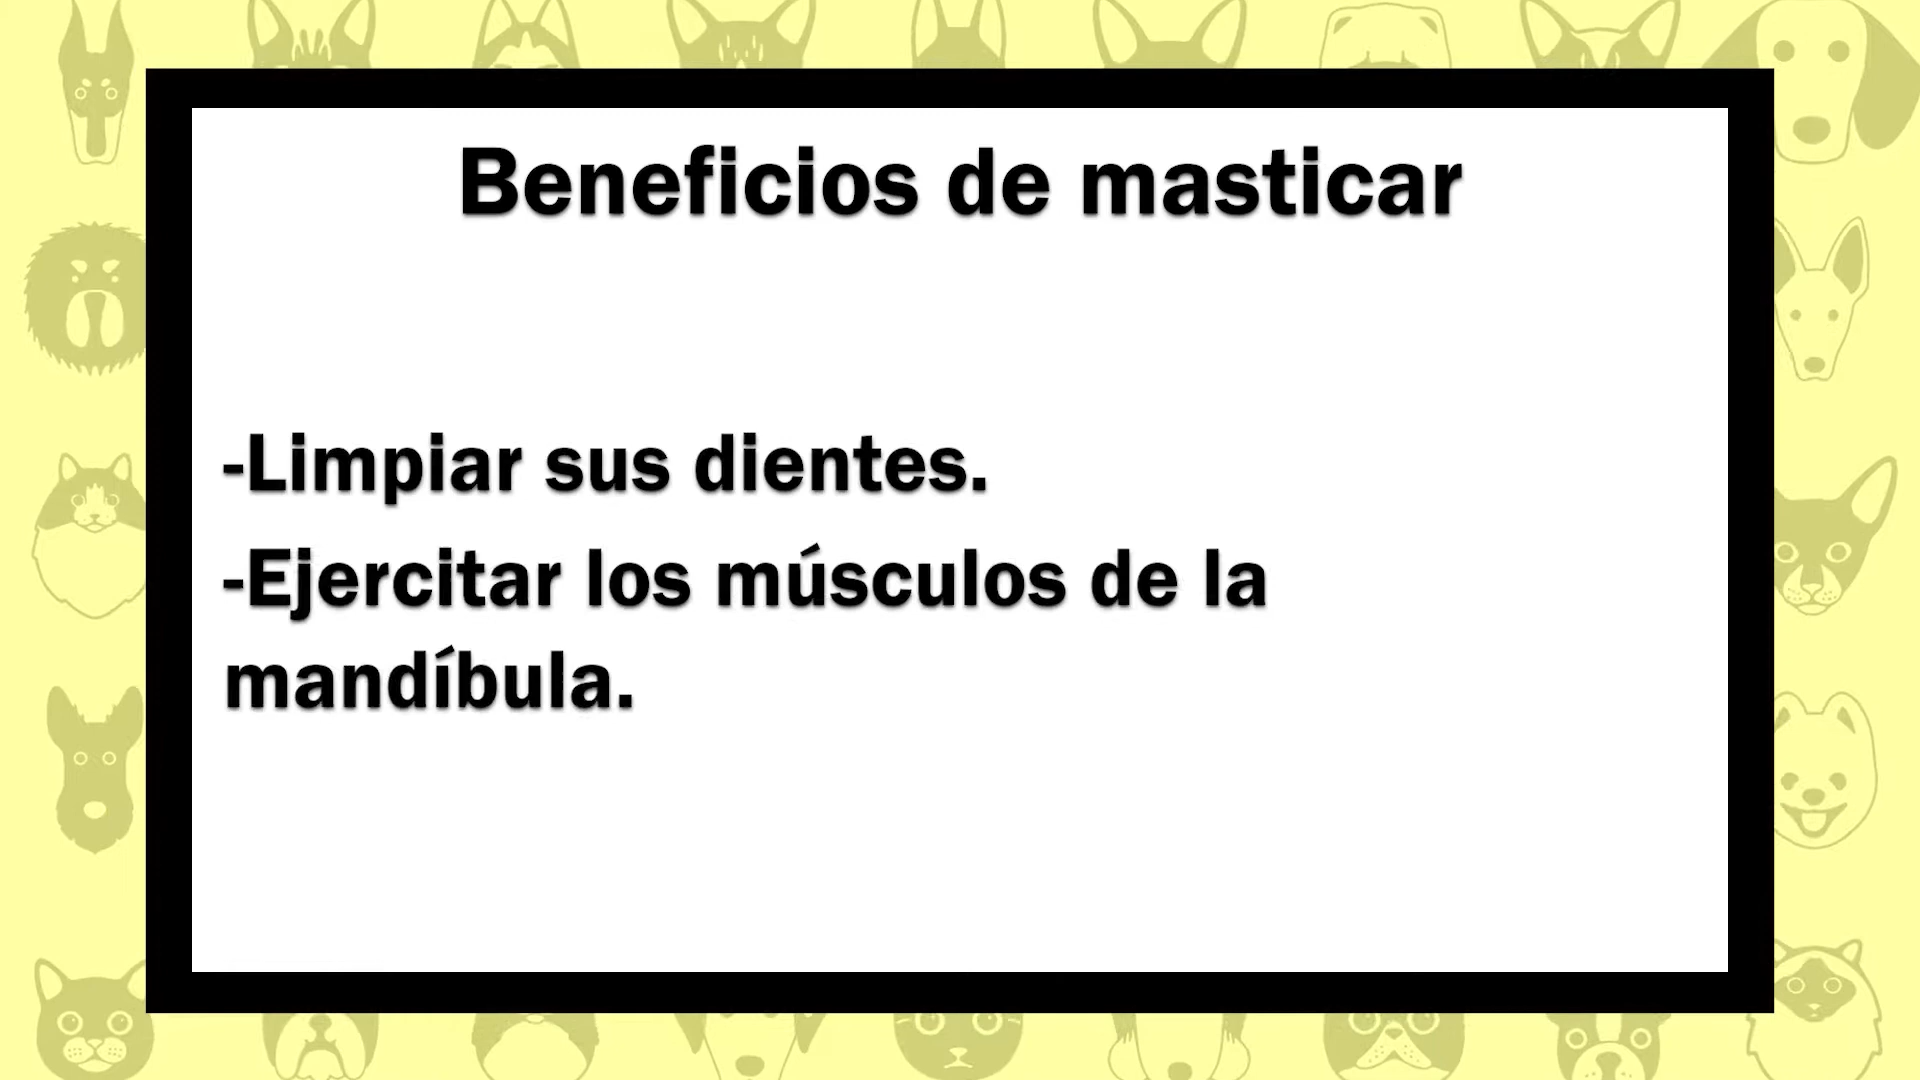 Beneficios de masticar
-Limpiar sus dientes.
-Ejercitar los músculos de la
mandíbula.